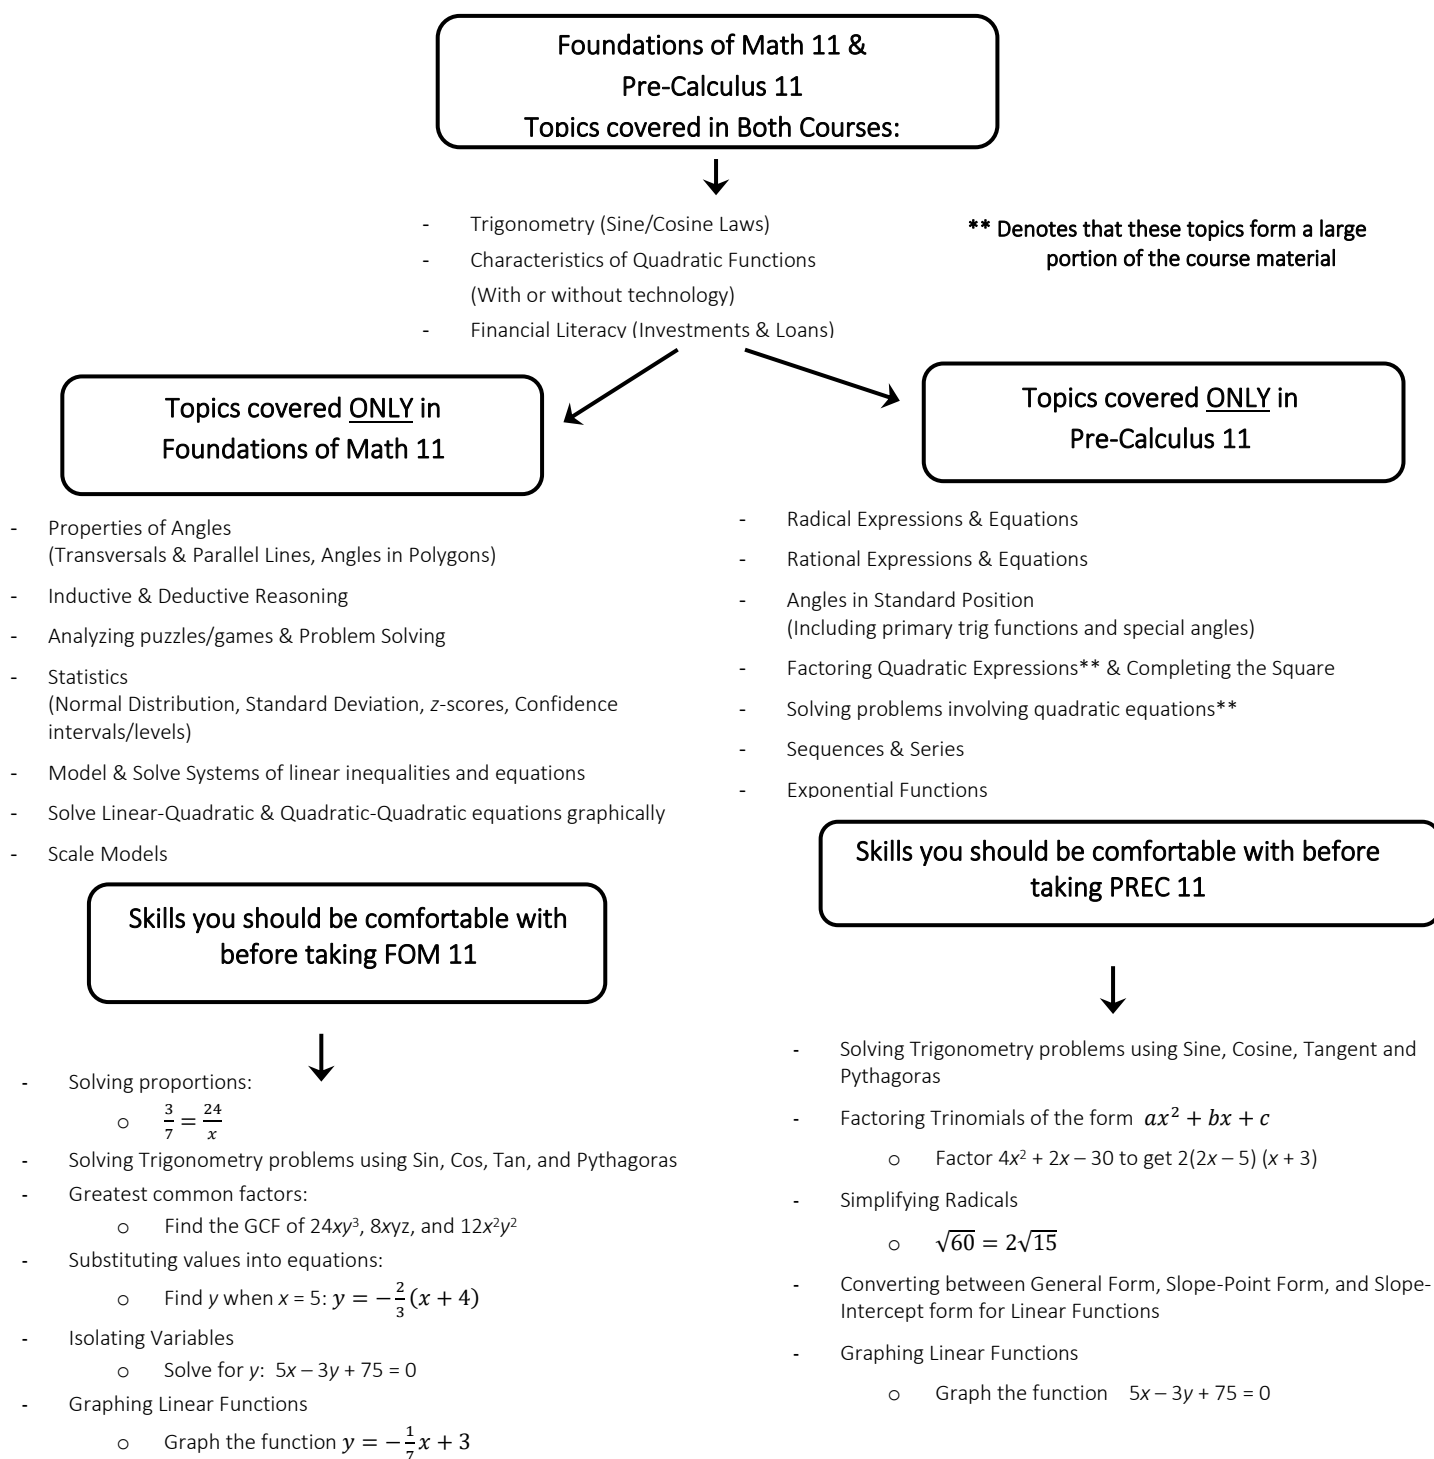 Foundations of Math 11 &
Pre-Calculus 11
Topics covered in Both Courses:
- Trigonometry (Sine/Cosine Laws)
- Characteristics of Quadratic Functions
(With or without technology)
- Financial Literacy (Investments & Loans)
** Denotes that these topics form a large
portion of the course material
Topics covered ONLY in
Foundations of Math 11
- Properties of Angles
(Transversals & Parallel Lines, Angles in Polygons)
- Inductive & Deductive Reasoning
- Analyzing puzzles/games & Problem Solving
- Statistics
(Normal Distribution, Standard Deviation, z-scores, Confidence
intervals/levels)
- Model & Solve Systems of linear inequalities and equations
- Solve Linear-Quadratic & Quadratic-Quadratic equations graphically
- Scale Models
Skills you should be comfortable with
before taking FOM 11
- Solving proportions:
o 3/7 = 24/x
- Solving Trigonometry problems using Sin, Cos, Tan, and Pythagoras
- Greatest common factors:
o Find the GCF of 24xy³, 8xyz, and 12x²y²
- Substituting values into equations:
o Find y when x = 5: y = −2/3(x + 4)
- Isolating Variables
o Solve for y: 5x – 3y + 75 = 0
- Graphing Linear Functions
o Graph the function y = −1/7x + 3
Topics covered ONLY in
Pre-Calculus 11
- Radical Expressions & Equations
- Rational Expressions & Equations
- Angles in Standard Position
(Including primary trig functions and special angles)
- Factoring Quadratic Expressions** & Completing the Square
- Solving problems involving quadratic equations**
- Sequences & Series
- Exponential Functions
Skills you should be comfortable with before
taking PREC 11
- Solving Trigonometry problems using Sine, Cosine, Tangent and
Pythagoras
- Factoring Trinomials of the form ax² + bx + c
o Factor 4x² + 2x – 30 to get 2(2x – 5) (x + 3)
- Simplifying Radicals
o √60 = 2√15
- Converting between General Form, Slope-Point Form, and Slope-
Intercept form for Linear Functions
- Graphing Linear Functions
o Graph the function 5x – 3y + 75 = 0